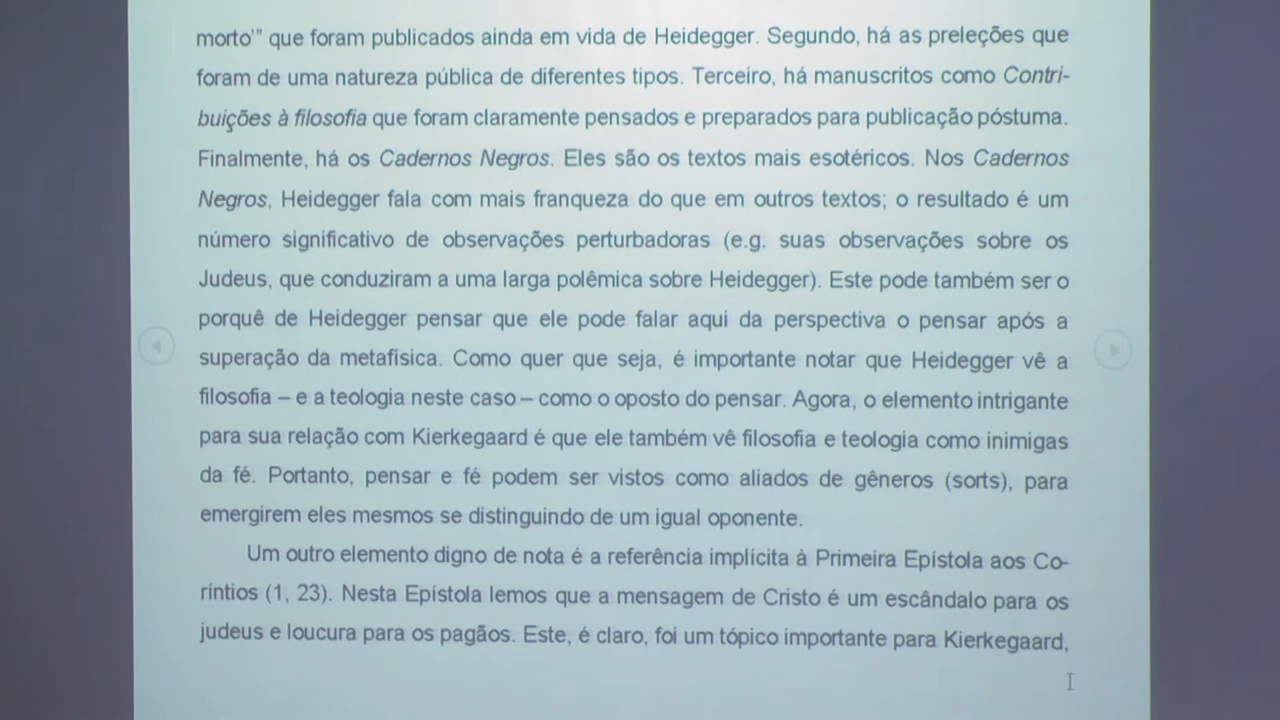 morto'” que foram publicados ainda em vida de Heidegger. Segundo, há as preleções que
foram de uma natureza pública de diferentes tipos. Terceiro, há manuscritos como Contri-
buições à filosofia que foram claramente pensados e preparados para publicação póstuma.
Finalmente, há os Cadernos Negros. Eles são os textos mais esotéricos. Nos Cadernos
Negros, Heidegger fala com mais franqueza do que em outros textos; o resultado é um
número significativo de observações perturbadoras (e.g. suas observações sobre os
Judeus, que conduziram a uma larga polêmica sobre Heidegger). Este pode também ser o
porquê de Heidegger pensar que ele pode falar aqui da perspectiva o pensar após a
superação da metafísica. Como quer que seja, é importante notar que Heidegger vê a
filosofia – e a teologia neste caso – como o oposto do pensar. Agora, o elemento intrigante
para sua relação com Kierkegaard é que ele também vê filosofia e teologia como inimigas
da fé. Portanto, pensar e fé podem ser vistos como aliados de gêneros (sorts), para
emergirem eles mesmos se distinguindo de um igual oponente.
Um outro elemento digno de nota é a referência implícita à Primeira Epístola aos Co-
ríntios (1, 23). Nesta Epístola lemos que a mensagem de Cristo é um escândalo para os
judeus e loucura para os pagãos. Este, é claro, foi um tópico importante para Kierkegaard,